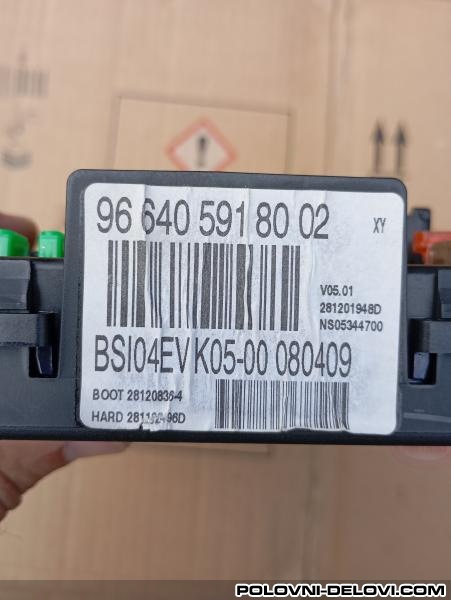 96 640 591 80 02
XY
V05.01
281201948D
NS05344700
BSI04EV K05-00 080409
BOOT 281208364
HARD
POLOVNI-DELOVI.COM